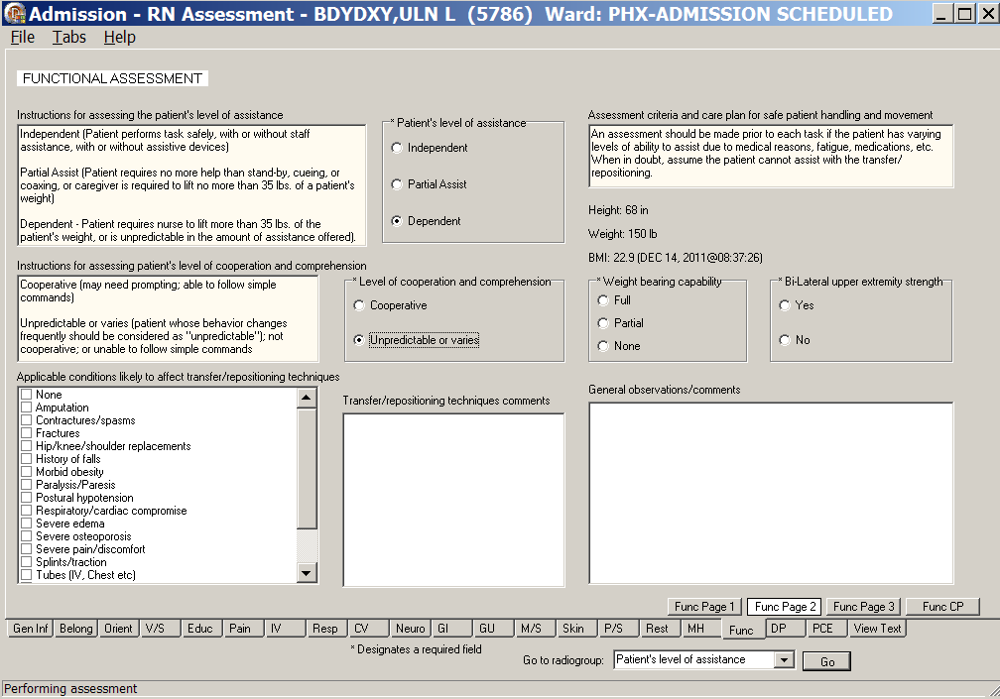 Admission - RN Assessment - BDYDXY,ULN L (5786) Ward: PHX-ADMISSION SCHEDULED
File Tabs Help
FUNCTIONAL ASSESSMENT
Instructions for assessing the patient's level of assistance
Independent (Patient performs task safely, with or without staff
assistance, with or without assistive devices)
Partial Assist (Patient requires no more help than stand-by, cueing, or
coaxing, or caregiver is required to lift no more than 35 lbs. of a patient's
weight)
Dependent - Patient requires nurse to lift more than 35 lbs. of the
patient's weight, or is unpredictable in the amount of assistance offered).
* Patient's level of assistance
Independent
Partial Assist
Dependent
Assessment criteria and care plan for safe patient handling and movement
An assessment should be made prior to each task if the patient has varying
levels of ability to assist due to medical reasons, fatigue, medications, etc.
When in doubt, assume the patient cannot assist with the transfer/
repositioning.
Height: 68 in
Weight: 150 lb
BMI: 22.9 (DEC 14, 2011@08:37:26)
Instructions for assessing patient's level of cooperation and comprehension
Cooperative (may need prompting; able to follow simple
commands)
Unpredictable or varies (patient whose behavior changes
frequently should be considered as "unpredictable"); not
cooperative; or unable to follow simple commands
* Level of cooperation and comprehension
Cooperative
Unpredictable or varies
* Weight bearing capability
Full
Partial
None
* Bi-Lateral upper extremity strength
Yes
No
Applicable conditions likely to affect transfer/repositioning techniques
None
Amputation
Contractures/spasms
Fractures
Hip/knee/shoulder replacements
History of falls
Morbid obesity
Paralysis/Paresis
Postural hypotension
Respiratory/cardiac compromise
Severe edema
Severe osteoporosis
Severe pain/discomfort
Splints/traction
Tubes (IV, Chest etc)
Transfer/repositioning techniques comments
General observations/comments
Func Page 1 Func Page 2 Func Page 3 Func CP
Gen Inf Belong Orient V/S Educ Pain IV Resp CV Neuro GI GU M/S Skin P/S Rest MH Func DP PCE View Text
* Designates a required field
Go to radiogroup: Patient's level of assistance Go
Performing assessment